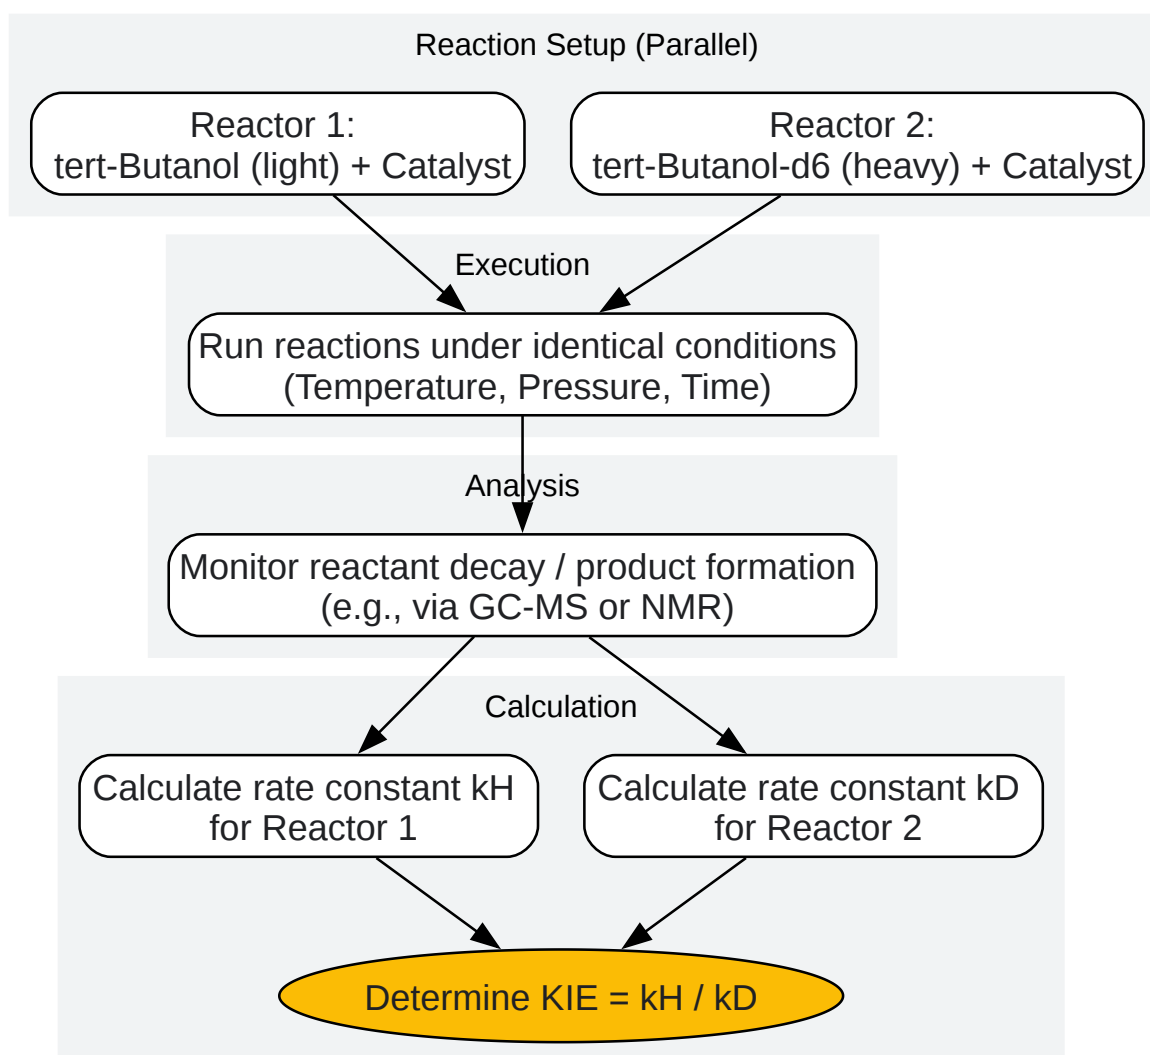 Reaction Setup (Parallel)
Reactor 1:
tert-Butanol (light) + Catalyst
Reactor 2:
tert-Butanol-d6 (heavy) + Catalyst
Execution
Run reactions under identical conditions
(Temperature, Pressure, Time)
Analysis
Monitor reactant decay / product formation
(e.g., via GC-MS or NMR)
Calculation
Calculate rate constant kH
for Reactor 1
Calculate rate constant kD
for Reactor 2
Determine KIE = kH / kD